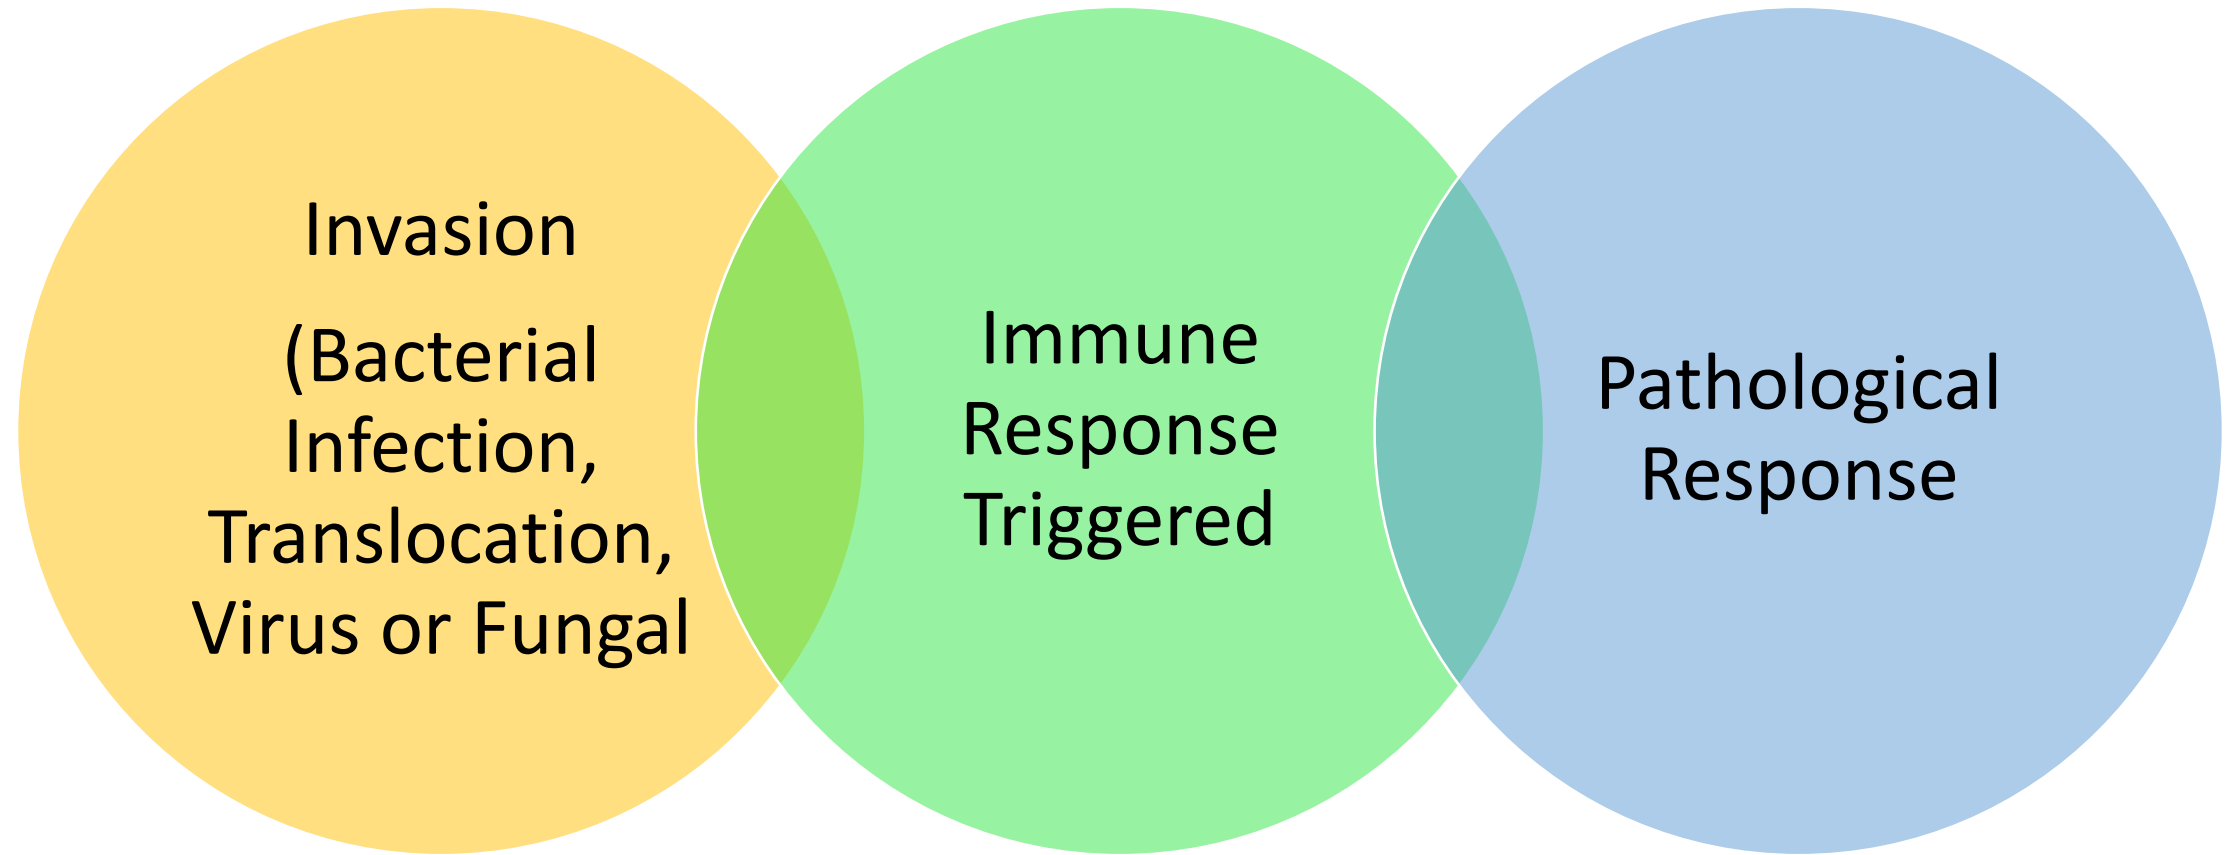 Invasion
(Bacterial
Infection,
Translocation,
Virus or Fungal
Immune
Response
Triggered
Pathological
Response